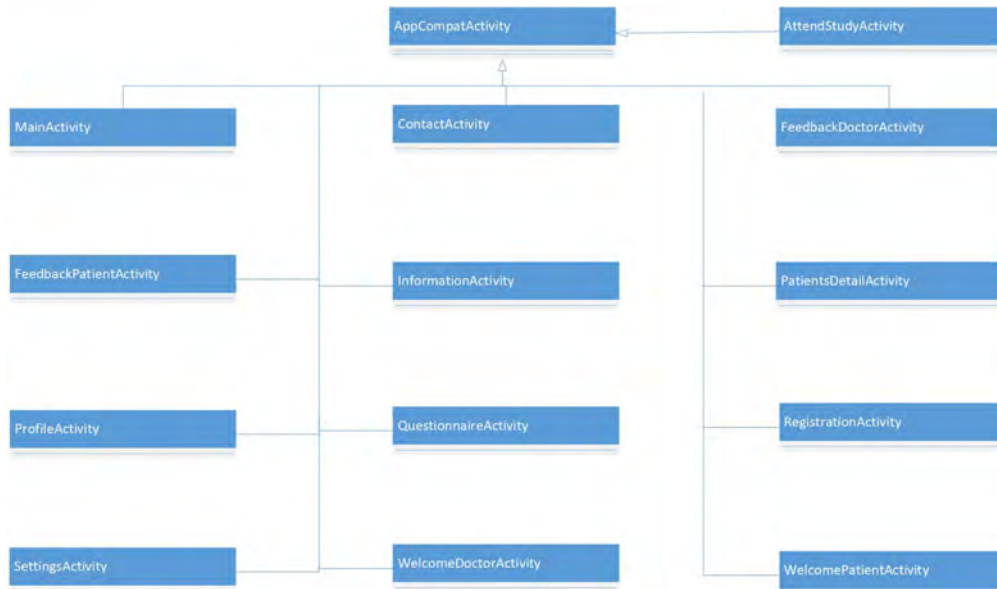 AppCompatActivity
AttendStudyActivity
MainActivity
ContactActivity
FeedbackDoctorActivity
FeedbackPatientActivity
InformationActivity
PatientsDetailActivity
ProfileActivity
QuestionnaireActivity
RegistrationActivity
SettingsActivity
WelcomeDoctorActivity
WelcomePatientActivity